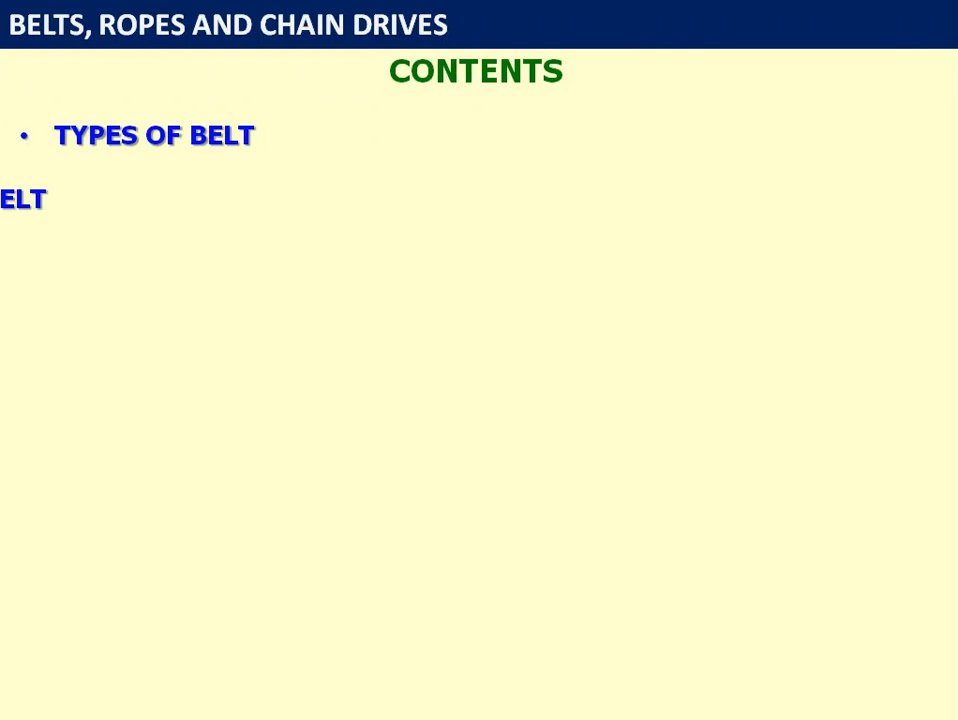 BELTS, ROPES AND CHAIN DRIVES
CONTENTS
• TYPES OF BELT
ELT